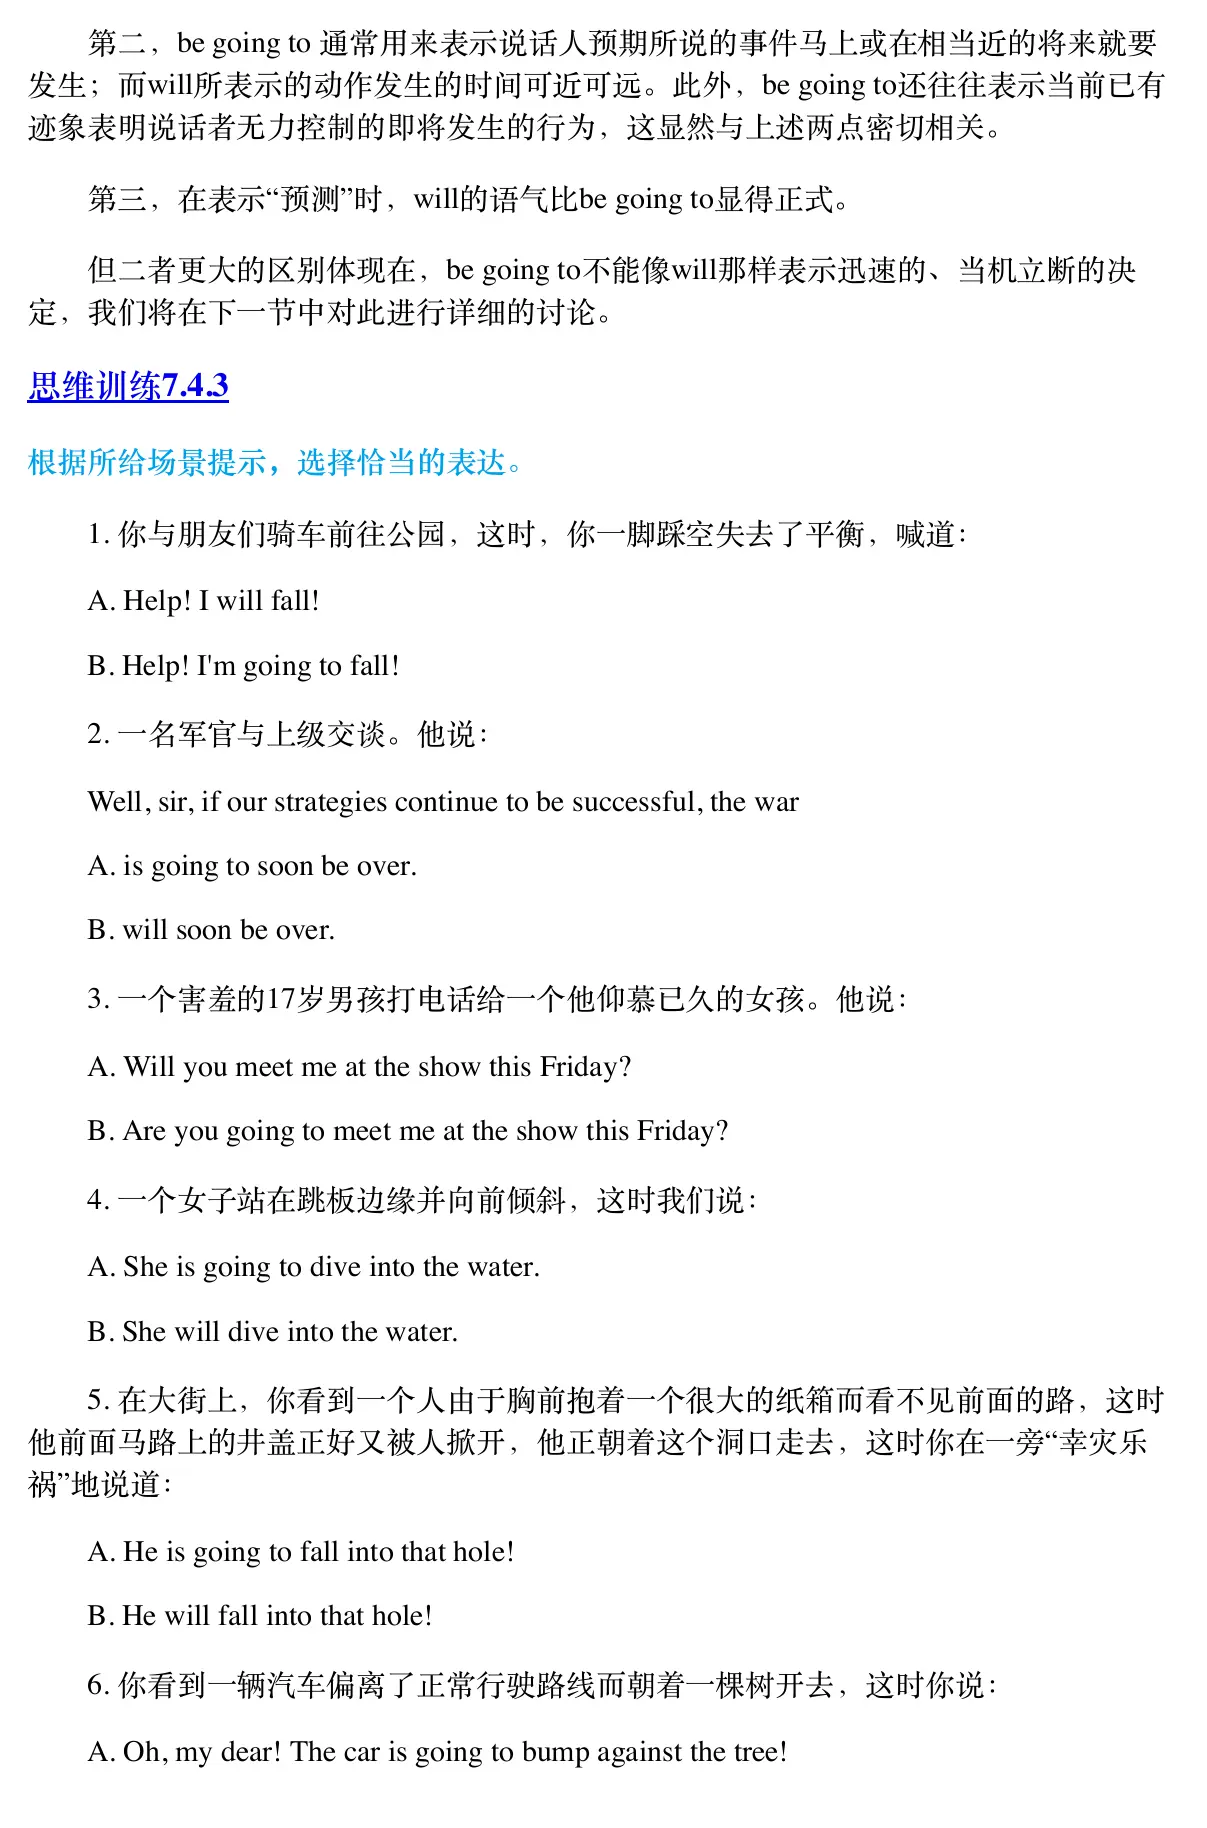 第二，be going to 通常用来表示说话人预期所说的事件马上或在相当近的将来就要
发生；而will所表示的动作发生的时间可近可远。此外，be going to还往往表示当前已有
迹象表明说话者无力控制的即将发生的行为，这显然与上述两点密切相关。
第三，在表示“预测”时，will的语气比be going to显得正式。
但二者更大的区别体现在，be going to不能像will那样表示迅速的、当机立断的决
定，我们将在下一节中对此进行详细的讨论。
思维训练7.4.3
根据所给场景提示，选择恰当的表达。
1. 你与朋友们骑车前往公园，这时，你一脚踩空失去了平衡，喊道：
A. Help! I will fall!
B. Help! I'm going to fall!
2. 一名军官与上级交谈。他说：
Well, sir, if our strategies continue to be successful, the war
A. is going to soon be over.
B. will soon be over.
3. 一个害羞的17岁男孩打电话给一个他仰慕已久的女孩。他说：
A. Will you meet me at the show this Friday?
B. Are you going to meet me at the show this Friday?
4. 一个女子站在跳板边缘并向前倾斜，这时我们说：
A. She is going to dive into the water.
B. She will dive into the water.
5. 在大街上，你看到一个人由于胸前抱着一个很大的纸箱而看不见前面的路，这时
他前面马路上的井盖正好又被人掀开，他正朝着这个洞口走去，这时你在一旁“幸灾乐
祸”地说道：
A. He is going to fall into that hole!
B. He will fall into that hole!
6. 你看到一辆汽车偏离了正常行驶路线而朝着一棵树开去，这时你说：
A. Oh, my dear! The car is going to bump against the tree!